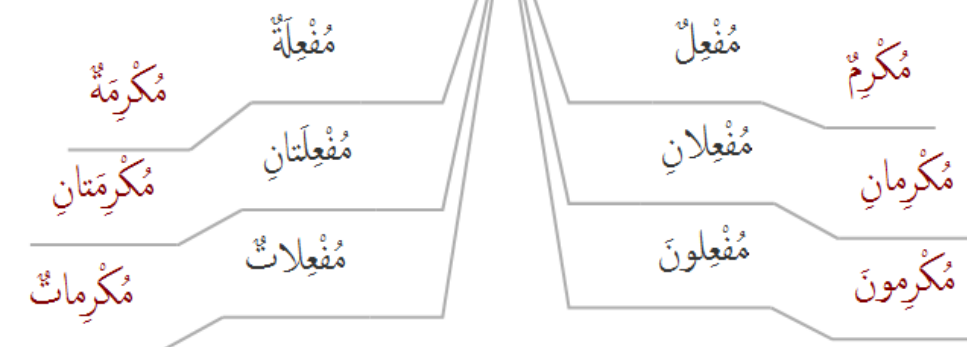 مُفْعِلٌ
مُكْرِمٌ
مُفْعِلانِ
مُكْرِمانِ
مُفْعِلونَ
مُكْرِمونَ
مُفْعِلَةٌ
مُكْرِمَةٌ
مُفْعِلَتانِ
مُكْرِمَتانِ
مُفْعِلاتٌ
مُكْرِماتٌ